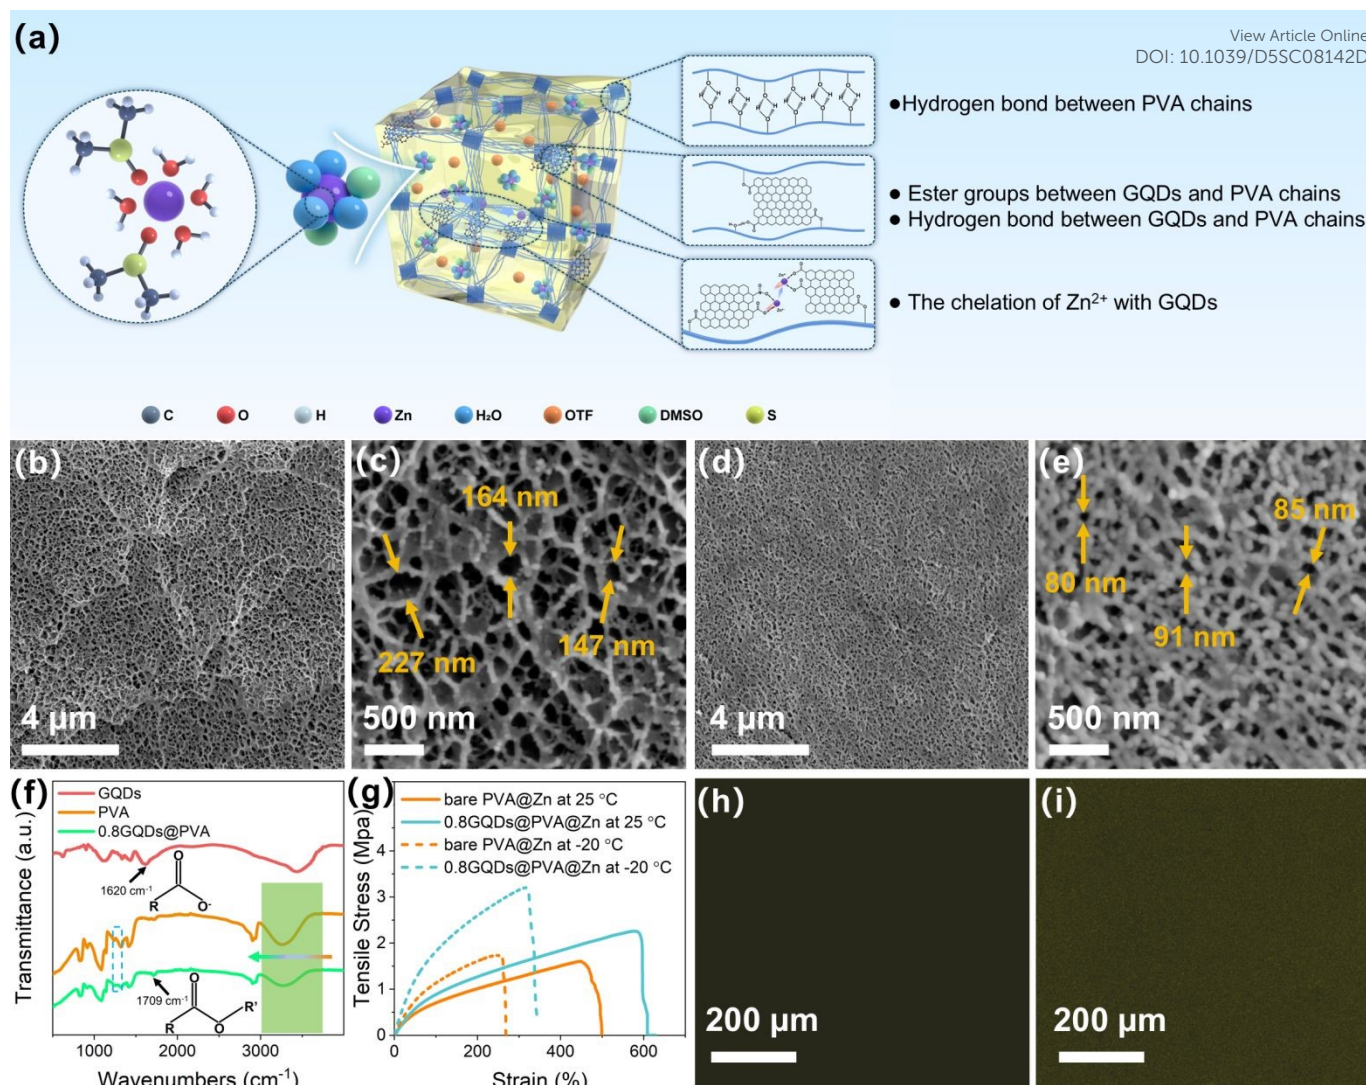 (a)
View Article Online
DOI: 10.1039/D5SC08142D
●Hydrogen bond between PVA chains
● Ester groups between GQDs and PVA chains
● Hydrogen bond between GQDs and PVA chains
● The chelation of Zn²⁺ with GQDs
C O H Zn H₂O OTF DMSO S
(b)
4 μm
(c)
164 nm
227 nm
147 nm
500 nm
(d)
4 μm
(e)
80 nm
91 nm
85 nm
500 nm
(f)
GQDs
PVA
0.8GQDs@PVA
1620 cm⁻¹
O
R O⁻
1709 cm⁻¹
O
R'
R O
Transmittance (a.u.)
1000 2000 3000
Wavenumbers (cm⁻¹)
(g)
bare PVA@Zn at 25 °C
0.8GQDs@PVA@Zn at 25 °C
bare PVA@Zn at -20 °C
0.8GQDs@PVA@Zn at -20 °C
Tensile Stress (Mpa)
5
4
3
2
1
0
0 200 400 600
Strain (%)
(h)
200 μm
(i)
200 μm